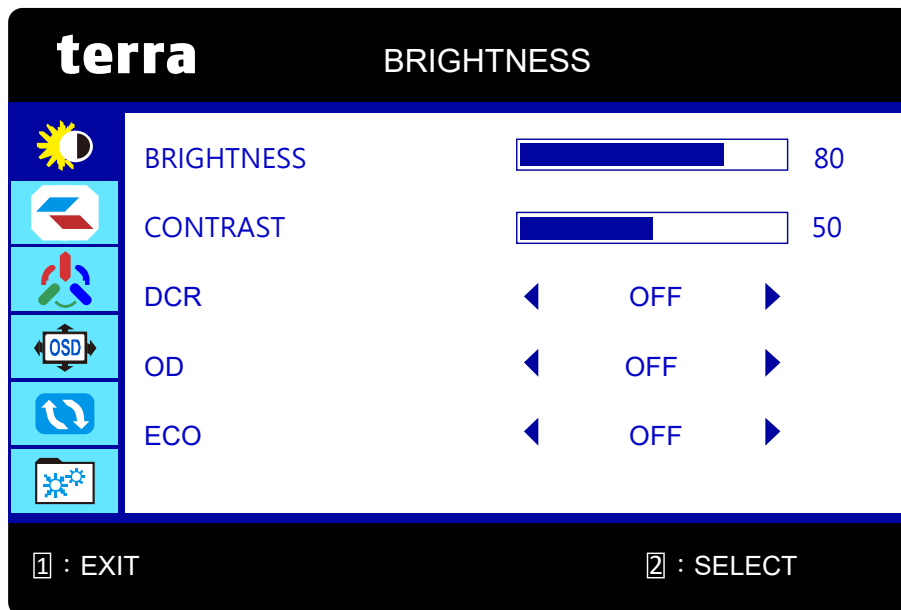 terra BRIGHTNESS
BRIGHTNESS 80
CONTRAST 50
DCR OFF
OSD
OD OFF
ECO OFF
1 : EXIT 2 : SELECT